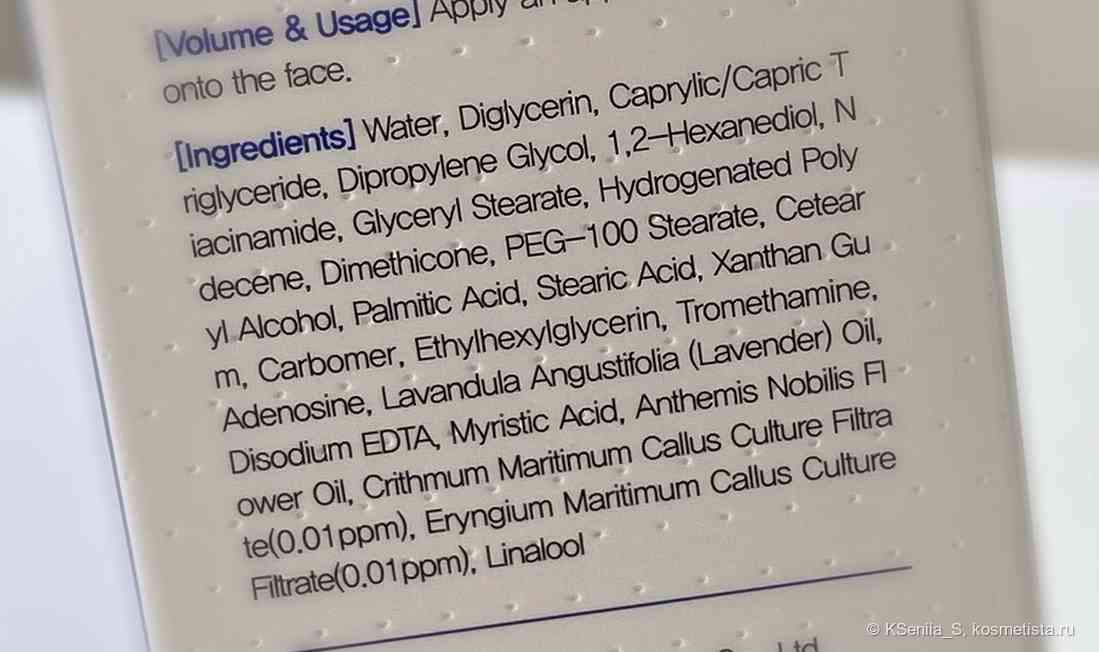 [Volume & Usage] Apply an
onto the face.
[Ingredients] Water, Diglycerin, Caprylic/Capric T
riglyceride, Dipropylene Glycol, 1,2-Hexanediol, N
iacinamide, Glyceryl Stearate, Hydrogenated Poly
decene, Dimethicone, PEG-100 Stearate, Cetear
yl Alcohol, Palmitic Acid, Stearic Acid, Xanthan Gu
m, Carbomer, Ethylhexylglycerin, Tromethamine,
Adenosine, Lavandula Angustifolia (Lavender) Oil,
Disodium EDTA, Myristic Acid, Anthemis Nobilis Fl
ower Oil, Crithmum Maritimum Callus Culture Filtra
te(0.01ppm), Eryngium Maritimum Callus Culture
Filtrate(0.01ppm), Linalool
Ltd
© KSeniia_S, kosmetista.ru